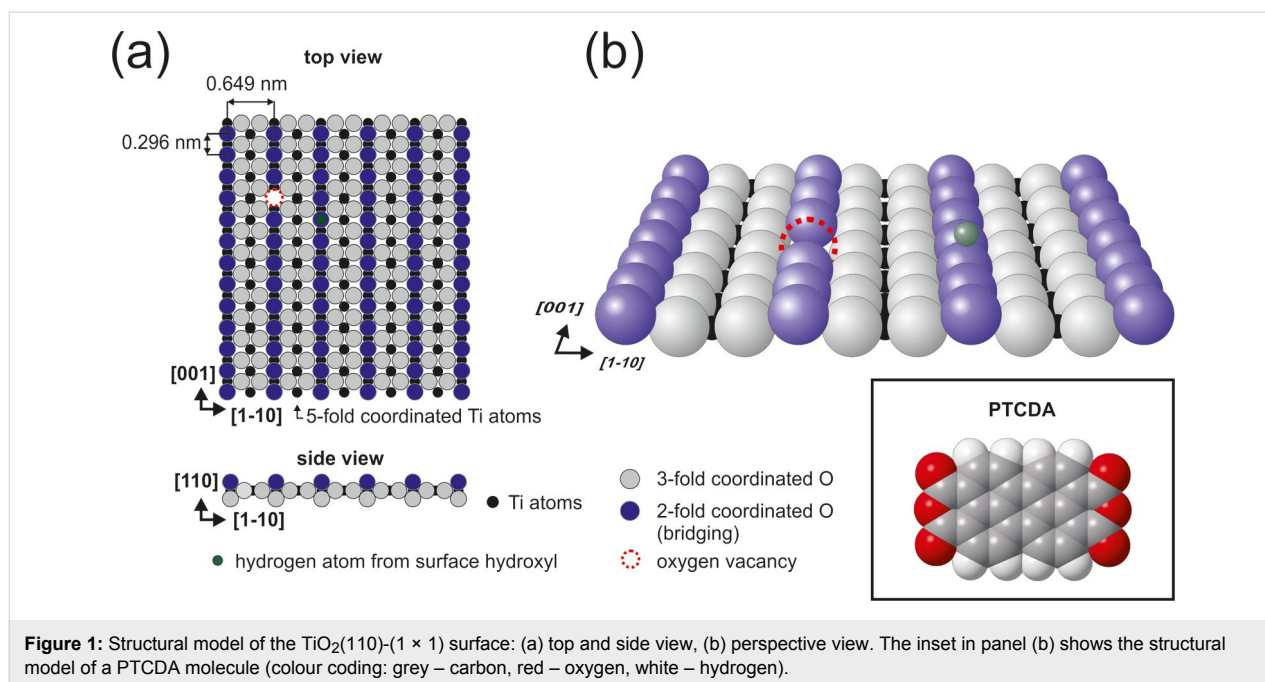 (a)
top view
0.649 nm
0.296 nm
[001]
[1-10]
5-fold coordinated Ti atoms
side view
[110]
[1-10]
Ti atoms
hydrogen atom from surface hydroxyl
3-fold coordinated O
2-fold coordinated O
(bridging)
oxygen vacancy
(b)
[001]
[1-10]
PTCDA
Figure 1: Structural model of the TiO₂(110)-(1 × 1) surface: (a) top and side view, (b) perspective view. The inset in panel (b) shows the structural
model of a PTCDA molecule (colour coding: grey – carbon, red – oxygen, white – hydrogen).